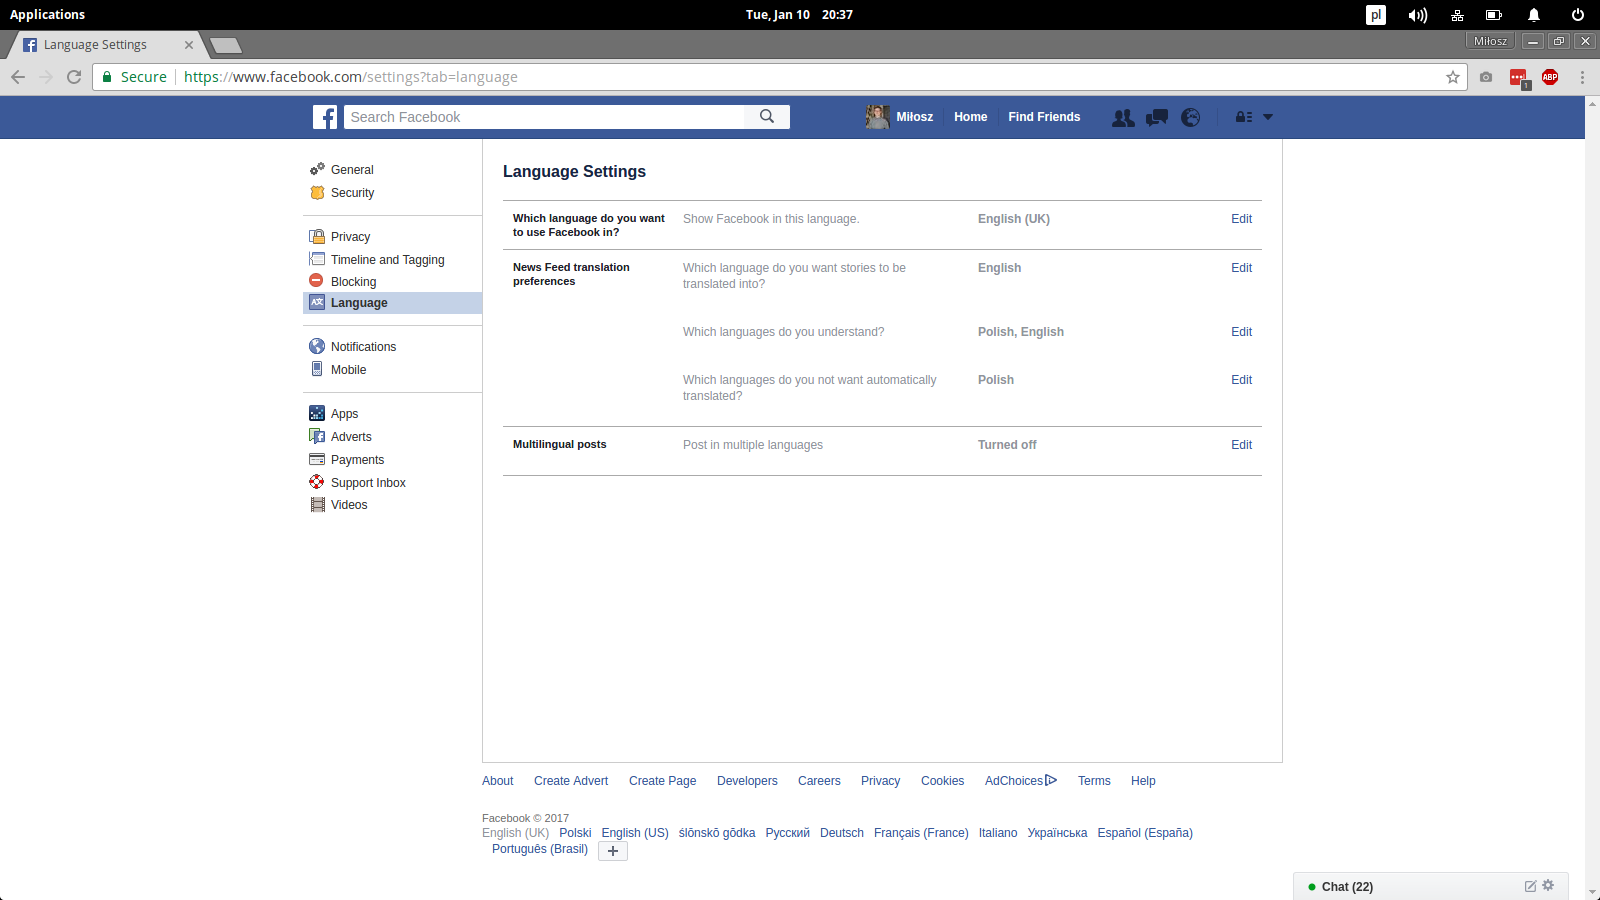 Applications
Tue, Jan 10 20:37
pl
Language Settings
Miłosz
Secure
https://www.facebook.com/settings?tab=language
1
ABP
Search Facebook
Miłosz
Home
Find Friends
General
Security
Privacy
Timeline and Tagging
Blocking
Language
Notifications
Mobile
Apps
Adverts
Payments
Support Inbox
Videos
Language Settings
Which language do you want
to use Facebook in?
Show Facebook in this language.
English (UK)
Edit
News Feed translation
preferences
Which language do you want stories to be
translated into?
English
Edit
Which languages do you understand?
Polish, English
Edit
Which languages do you not want automatically
translated?
Polish
Edit
Multilingual posts
Post in multiple languages
Turned off
Edit
About Create Advert Create Page Developers Careers Privacy Cookies AdChoices Terms Help
Facebook © 2017
English (UK) Polski English (US) ślōnskŏ gŏdka Русский Deutsch Français (France) Italiano Українська Español (España)
Português (Brasil)
Chat (22)